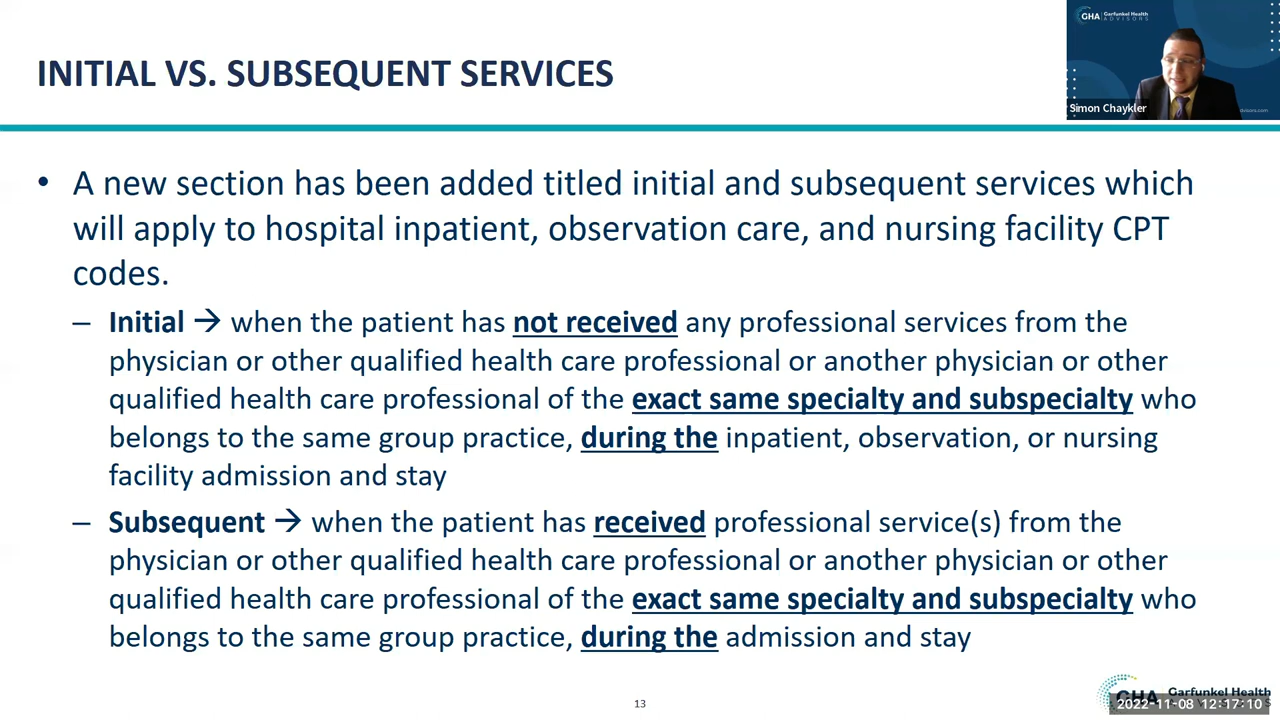 INITIAL VS. SUBSEQUENT SERVICES
GHA Garfunkel Health
ADVISORS
Simon Chaykler
• A new section has been added titled initial and subsequent services which
will apply to hospital inpatient, observation care, and nursing facility CPT
codes.
– Initial → when the patient has not received any professional services from the
physician or other qualified health care professional or another physician or other
qualified health care professional of the exact same specialty and subspecialty who
belongs to the same group practice, during the inpatient, observation, or nursing
facility admission and stay
– Subsequent → when the patient has received professional service(s) from the
physician or other qualified health care professional or another physician or other
qualified health care professional of the exact same specialty and subspecialty who
belongs to the same group practice, during the admission and stay
13
GHA Garfunkel Health
2022-11-08 12:17:10